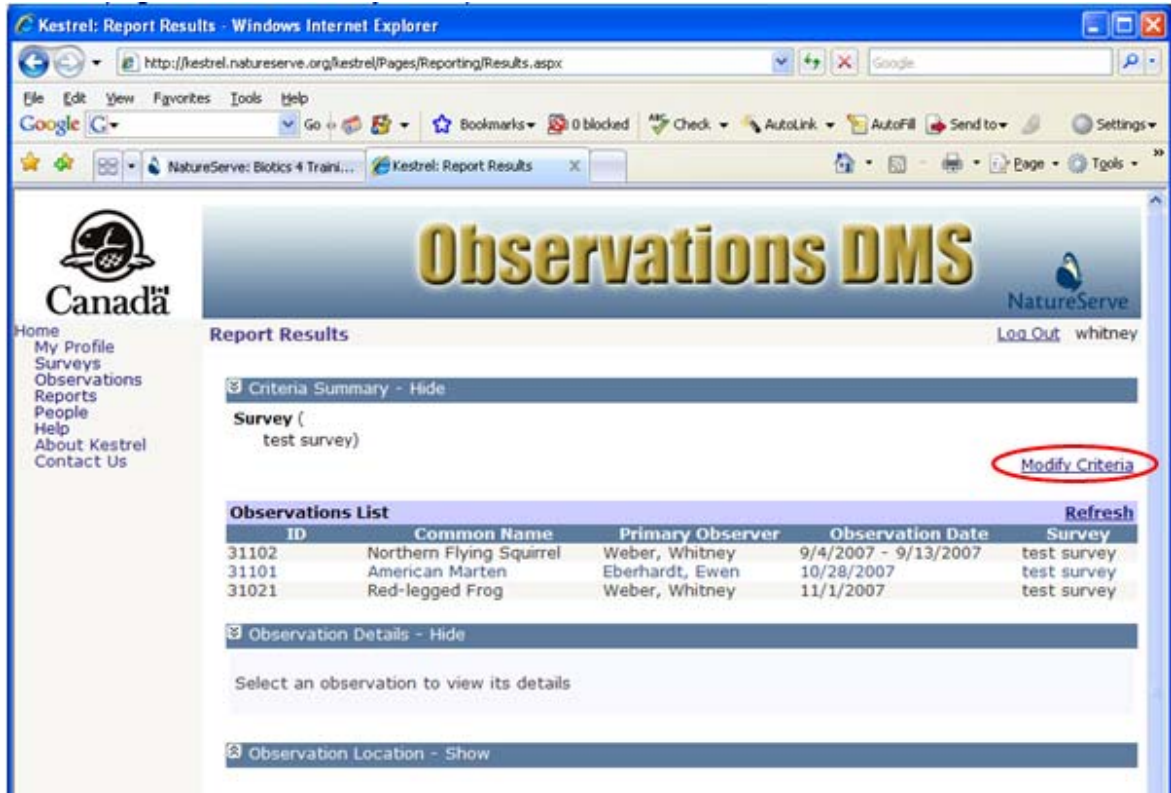 Kestrel: Report Results - Windows Internet Explorer
http://kestrel.natureserve.org/kestrel/Pages/Reporting/Results.aspx Google
File Edit View Favorites Tools Help
Google G Go Bookmarks 0 blocked ABC Check AutoLink AutoFill Send to Settings
NatureServe: Biotics 4 Traini... Kestrel: Report Results X Page Tools »
Canada
Observations DMS
NatureServe
Home
My Profile
Surveys
Observations
Reports
People
Help
About Kestrel
Contact Us
Report Results Log Out whitney
Criteria Summary - Hide
Survey (
test survey)
Modify Criteria
Observations List Refresh
ID Common Name Primary Observer Observation Date Survey
31102 Northern Flying Squirrel Weber, Whitney 9/4/2007 - 9/13/2007 test survey
31101 American Marten Eberhardt, Ewen 10/28/2007 test survey
31021 Red-legged Frog Weber, Whitney 11/1/2007 test survey
Observation Details - Hide
Select an observation to view its details
Observation Location - Show